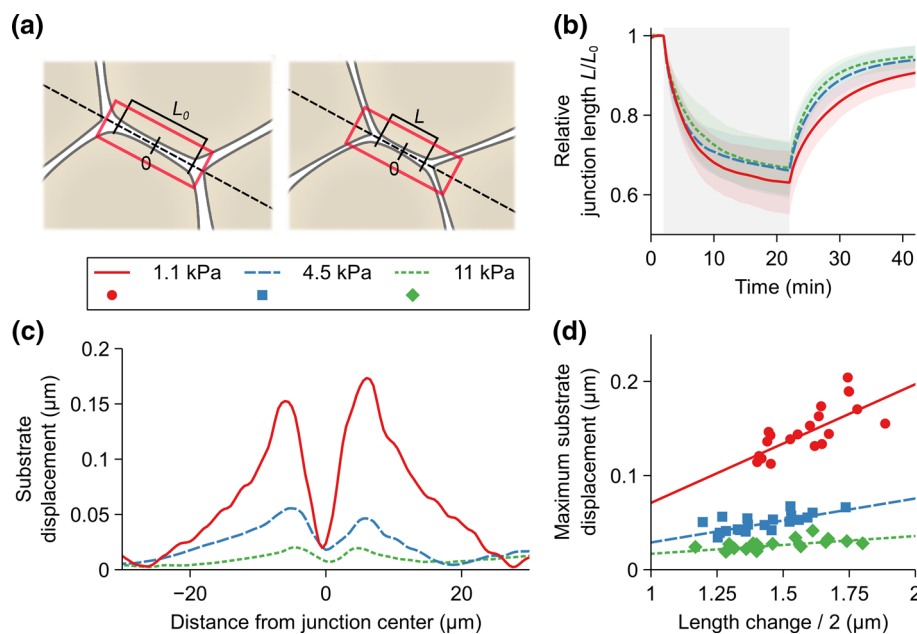 (a)
L₀
0
L
0
(b)
Relative
junction length L/L₀
1
0.8
0.6
0
20
40
Time (min)
1.1 kPa
4.5 kPa
11 kPa
(c)
Substrate
displacement (µm)
0.2
0.15
0.1
0.05
0
−20
0
20
Distance from junction center (µm)
(d)
Maximum substrate
displacement (µm)
0.2
0.1
0
1
1.25
1.5
1.75
2
Length change / 2 (µm)